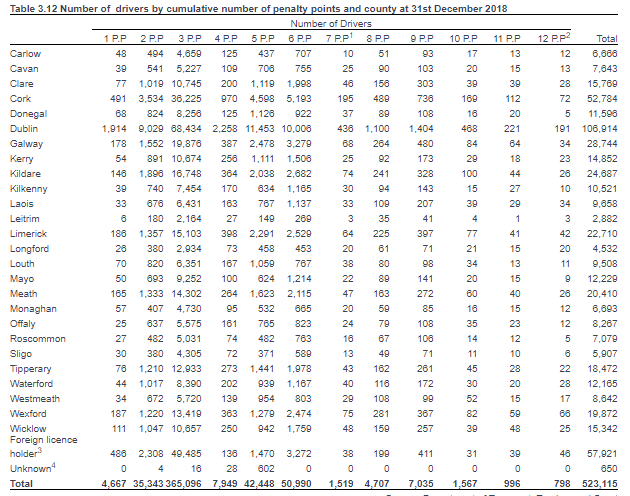 Table 3.12 Number of drivers by cumulative number of penalty points and county at 31st December 2018
Number of Drivers
1 P.P 2 P.P 3 P.P 4 P.P 5 P.P 6 P.P 7 P.P1 8 P.P 9 P.P 10 P.P 11 P.P 12 P.P2 Total
Carlow 48 494 4,659 125 437 707 10 51 93 17 13 12 6,666
Cavan 39 541 5,227 109 706 755 25 90 103 20 15 13 7,643
Clare 77 1,019 10,745 200 1,119 1,998 46 156 303 39 39 28 15,769
Cork 491 3,534 36,225 970 4,598 5,193 195 489 736 169 112 72 52,784
Donegal 68 824 8,256 125 1,126 922 37 89 108 16 20 5 11,596
Dublin 1,914 9,029 68,434 2,258 11,453 10,006 436 1,100 1,404 468 221 191 106,914
Galway 178 1,552 19,876 387 2,478 3,279 68 264 480 84 64 34 28,744
Kerry 54 891 10,674 256 1,111 1,506 25 92 173 29 18 23 14,852
Kildare 146 1,896 16,748 364 2,038 2,682 74 241 328 100 44 26 24,687
Kilkenny 39 740 7,454 170 634 1,165 30 94 143 15 27 10 10,521
Laois 33 676 6,431 163 767 1,137 33 109 207 39 29 34 9,658
Leitrim 6 180 2,164 27 149 269 3 35 41 4 1 3 2,882
Limerick 186 1,357 15,103 398 2,291 2,529 64 225 397 77 41 42 22,710
Longford 26 380 2,934 73 458 453 20 61 71 21 15 20 4,532
Louth 70 820 6,351 167 1,059 767 38 80 98 34 13 11 9,508
Mayo 50 693 9,252 100 624 1,214 22 89 141 20 15 9 12,229
Meath 165 1,333 14,302 264 1,623 2,115 47 163 272 60 40 26 20,410
Monaghan 57 407 4,730 95 532 665 20 59 85 16 15 12 6,693
Offaly 25 637 5,575 161 765 823 24 79 108 35 23 12 8,267
Roscommon 27 482 5,031 74 482 763 16 67 106 14 12 5 7,079
Sligo 30 380 4,305 72 371 589 13 49 71 11 10 6 5,907
Tipperary 76 1,210 12,933 273 1,441 1,978 43 162 261 45 28 22 18,472
Waterford 44 1,017 8,390 202 939 1,167 40 116 172 30 20 28 12,165
Westmeath 34 672 5,720 139 954 803 29 108 99 52 15 17 8,642
Wexford 187 1,220 13,419 363 1,279 2,474 75 281 367 82 59 66 19,872
Wicklow 111 1,047 10,657 250 942 1,759 48 159 257 39 48 25 15,342
Foreign licence
holder3 486 2,308 49,485 136 1,470 3,272 38 199 411 31 39 46 57,921
Unknown4 0 4 16 28 602 0 0 0 0 0 0 0 650
Total 4,667 35,343 365,096 7,949 42,448 50,990 1,519 4,707 7,035 1,567 996 798 523,115